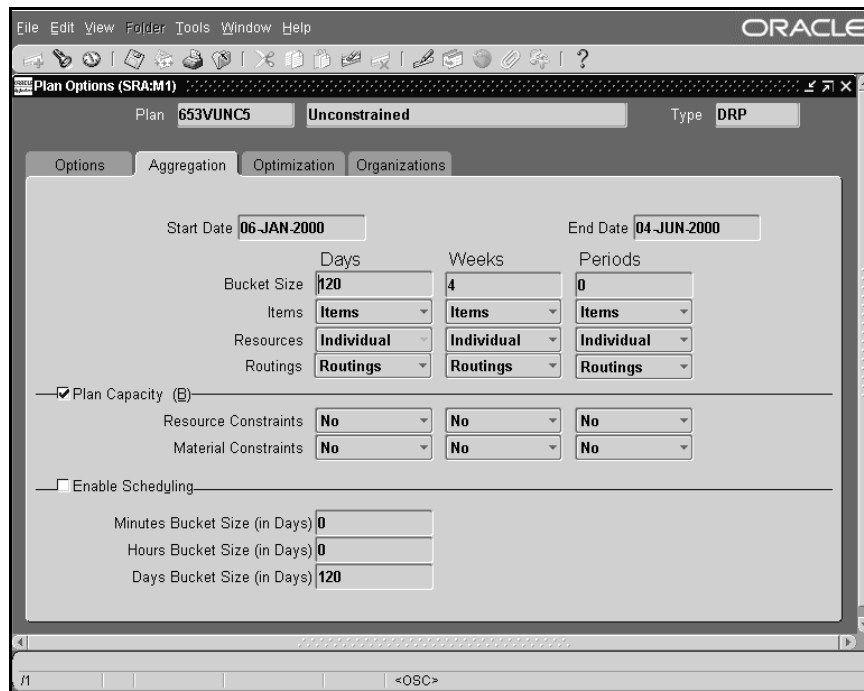 File Edit View Folder Tools Window Help
ORACLE
Plan Options (SRA:M1)
Plan 653VUNC5 Unconstrained Type DRP
Options Aggregation Optimization Organizations
Start Date 06-JAN-2000 End Date 04-JUN-2000
Days Weeks Periods
Bucket Size 120 4 0
Items Items Items Items
Resources Individual Individual Individual
Routings Routings Routings Routings
Plan Capacity (B)
Resource Constraints No No No
Material Constraints No No No
Enable Scheduling
Minutes Bucket Size (in Days) 0
Hours Bucket Size (in Days) 0
Days Bucket Size (in Days) 120
/1 <OSC>